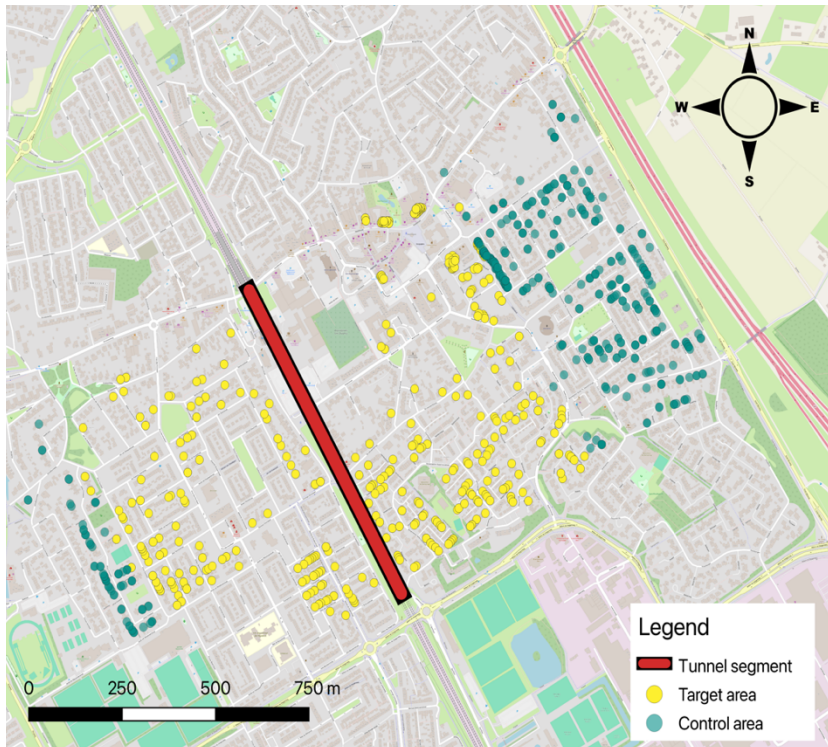 N
W E
S
Legend
Tunnel segment
Target area
Control area
0 250 500 750 m